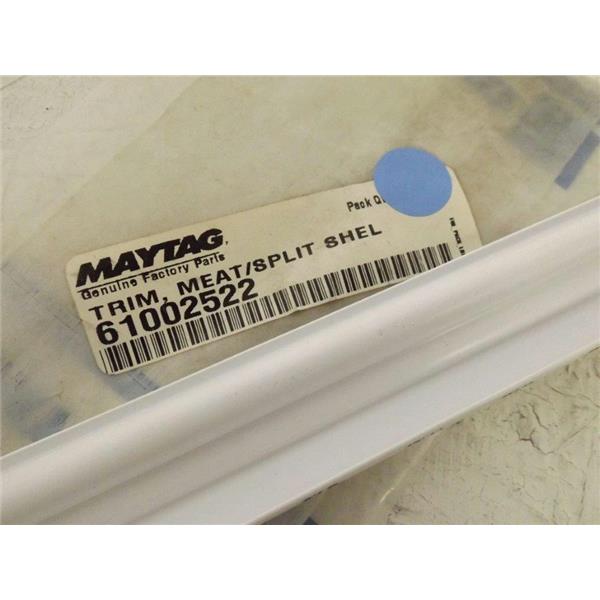 Pack
MAYTAG
Genuine Factory Parts
TRIM, MEAT/SPLIT SHEL
61002522